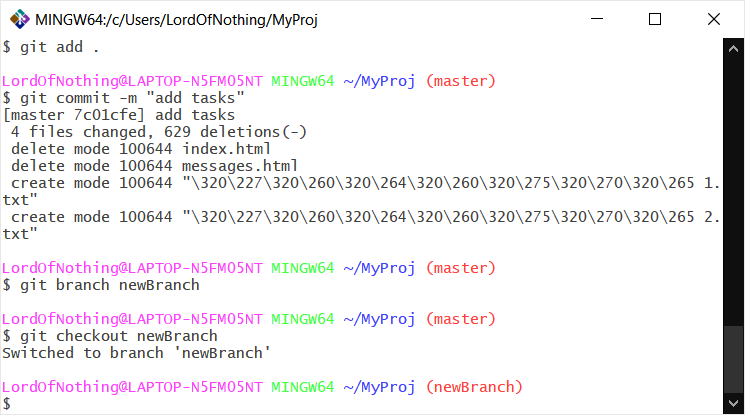 MINGW64:/c/Users/LordOfNothing/MyProj
$ git add .
LordOfNothing@LAPTOP-N5FMO5NT MINGW64 ~/MyProj (master)
$ git commit -m "add tasks"
[master 7c01cfe] add tasks
 4 files changed, 629 deletions(-)
 delete mode 100644 index.html
 delete mode 100644 messages.html
 create mode 100644 "\320\227\320\260\320\264\320\260\320\275\320\270\320\265 1.
txt"
 create mode 100644 "\320\227\320\260\320\264\320\260\320\275\320\270\320\265 2.
txt"
LordOfNothing@LAPTOP-N5FMO5NT MINGW64 ~/MyProj (master)
$ git branch newBranch
LordOfNothing@LAPTOP-N5FMO5NT MINGW64 ~/MyProj (master)
$ git checkout newBranch
Switched to branch 'newBranch'
LordOfNothing@LAPTOP-N5FMO5NT MINGW64 ~/MyProj (newBranch)
$